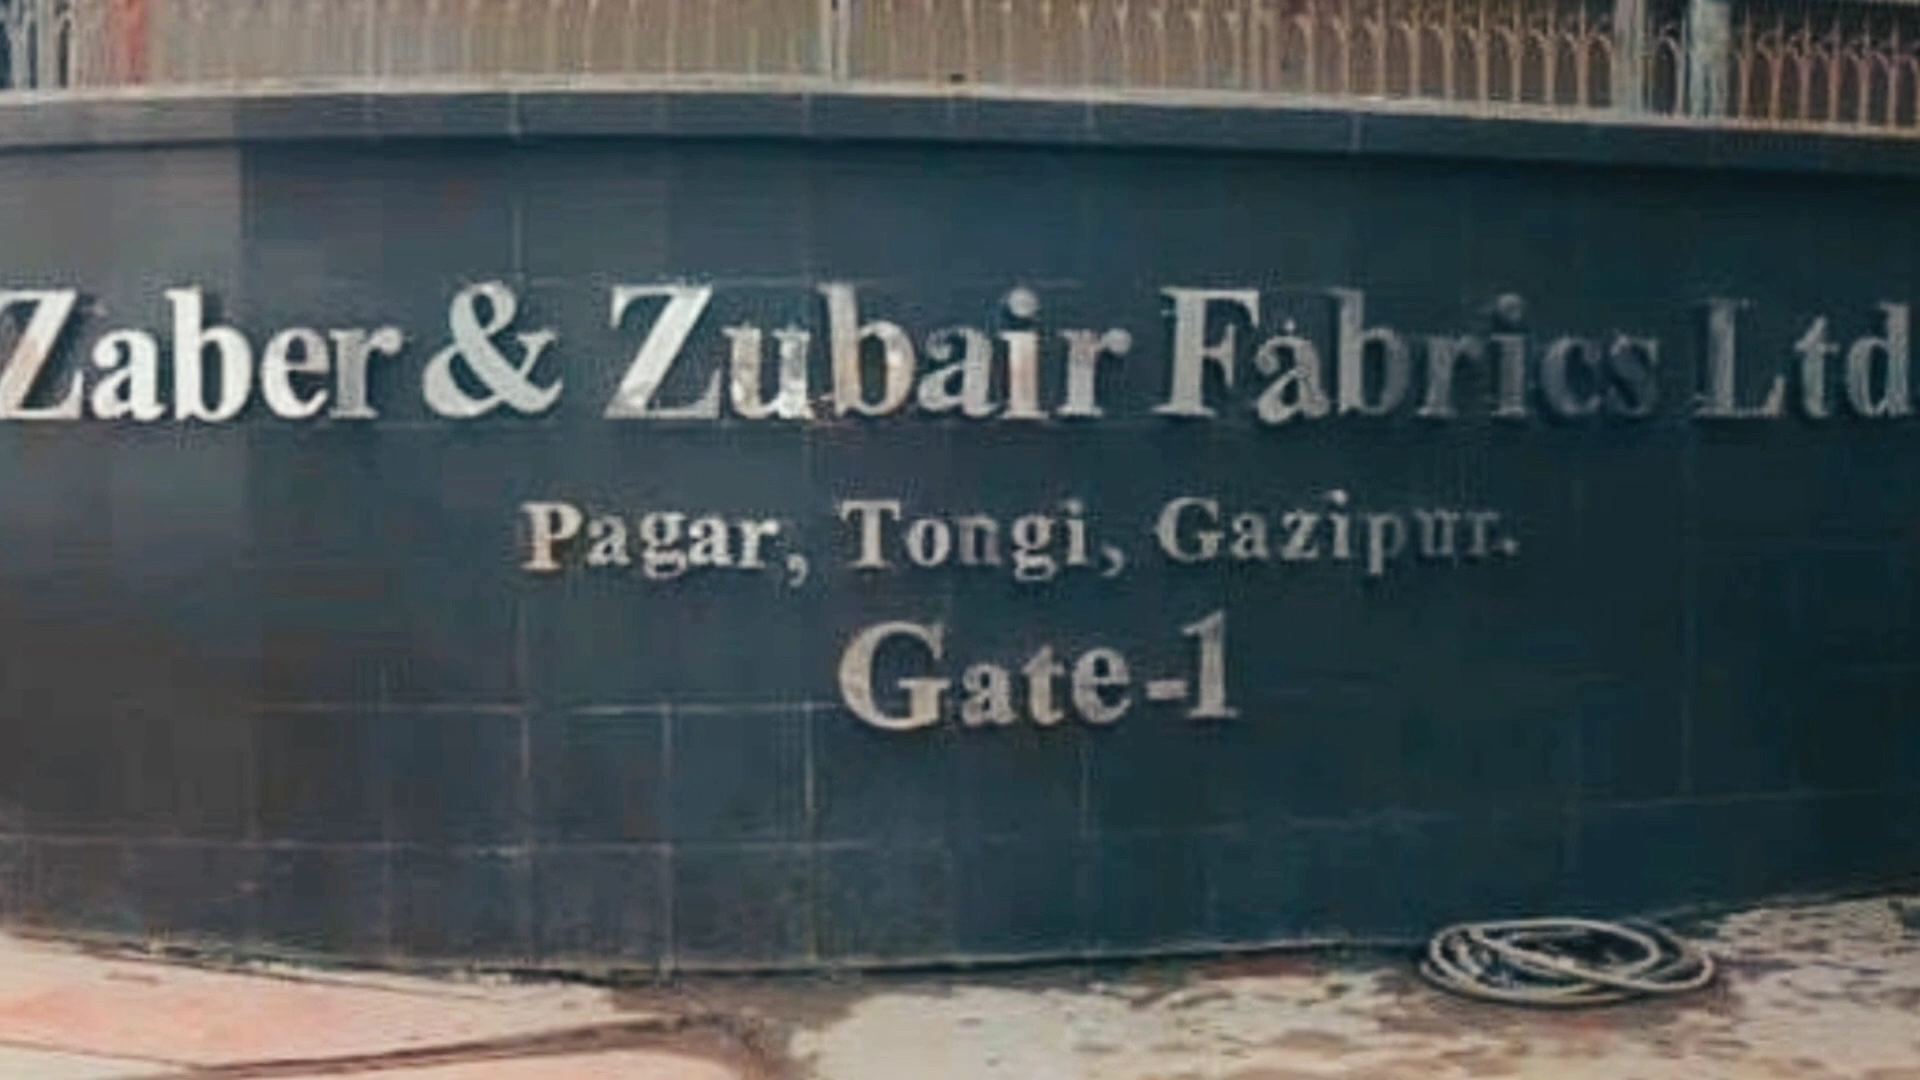 Zaber & Zubair Fabrics Ltd
Pagar, Tongi, Gazipur.
Gate-1